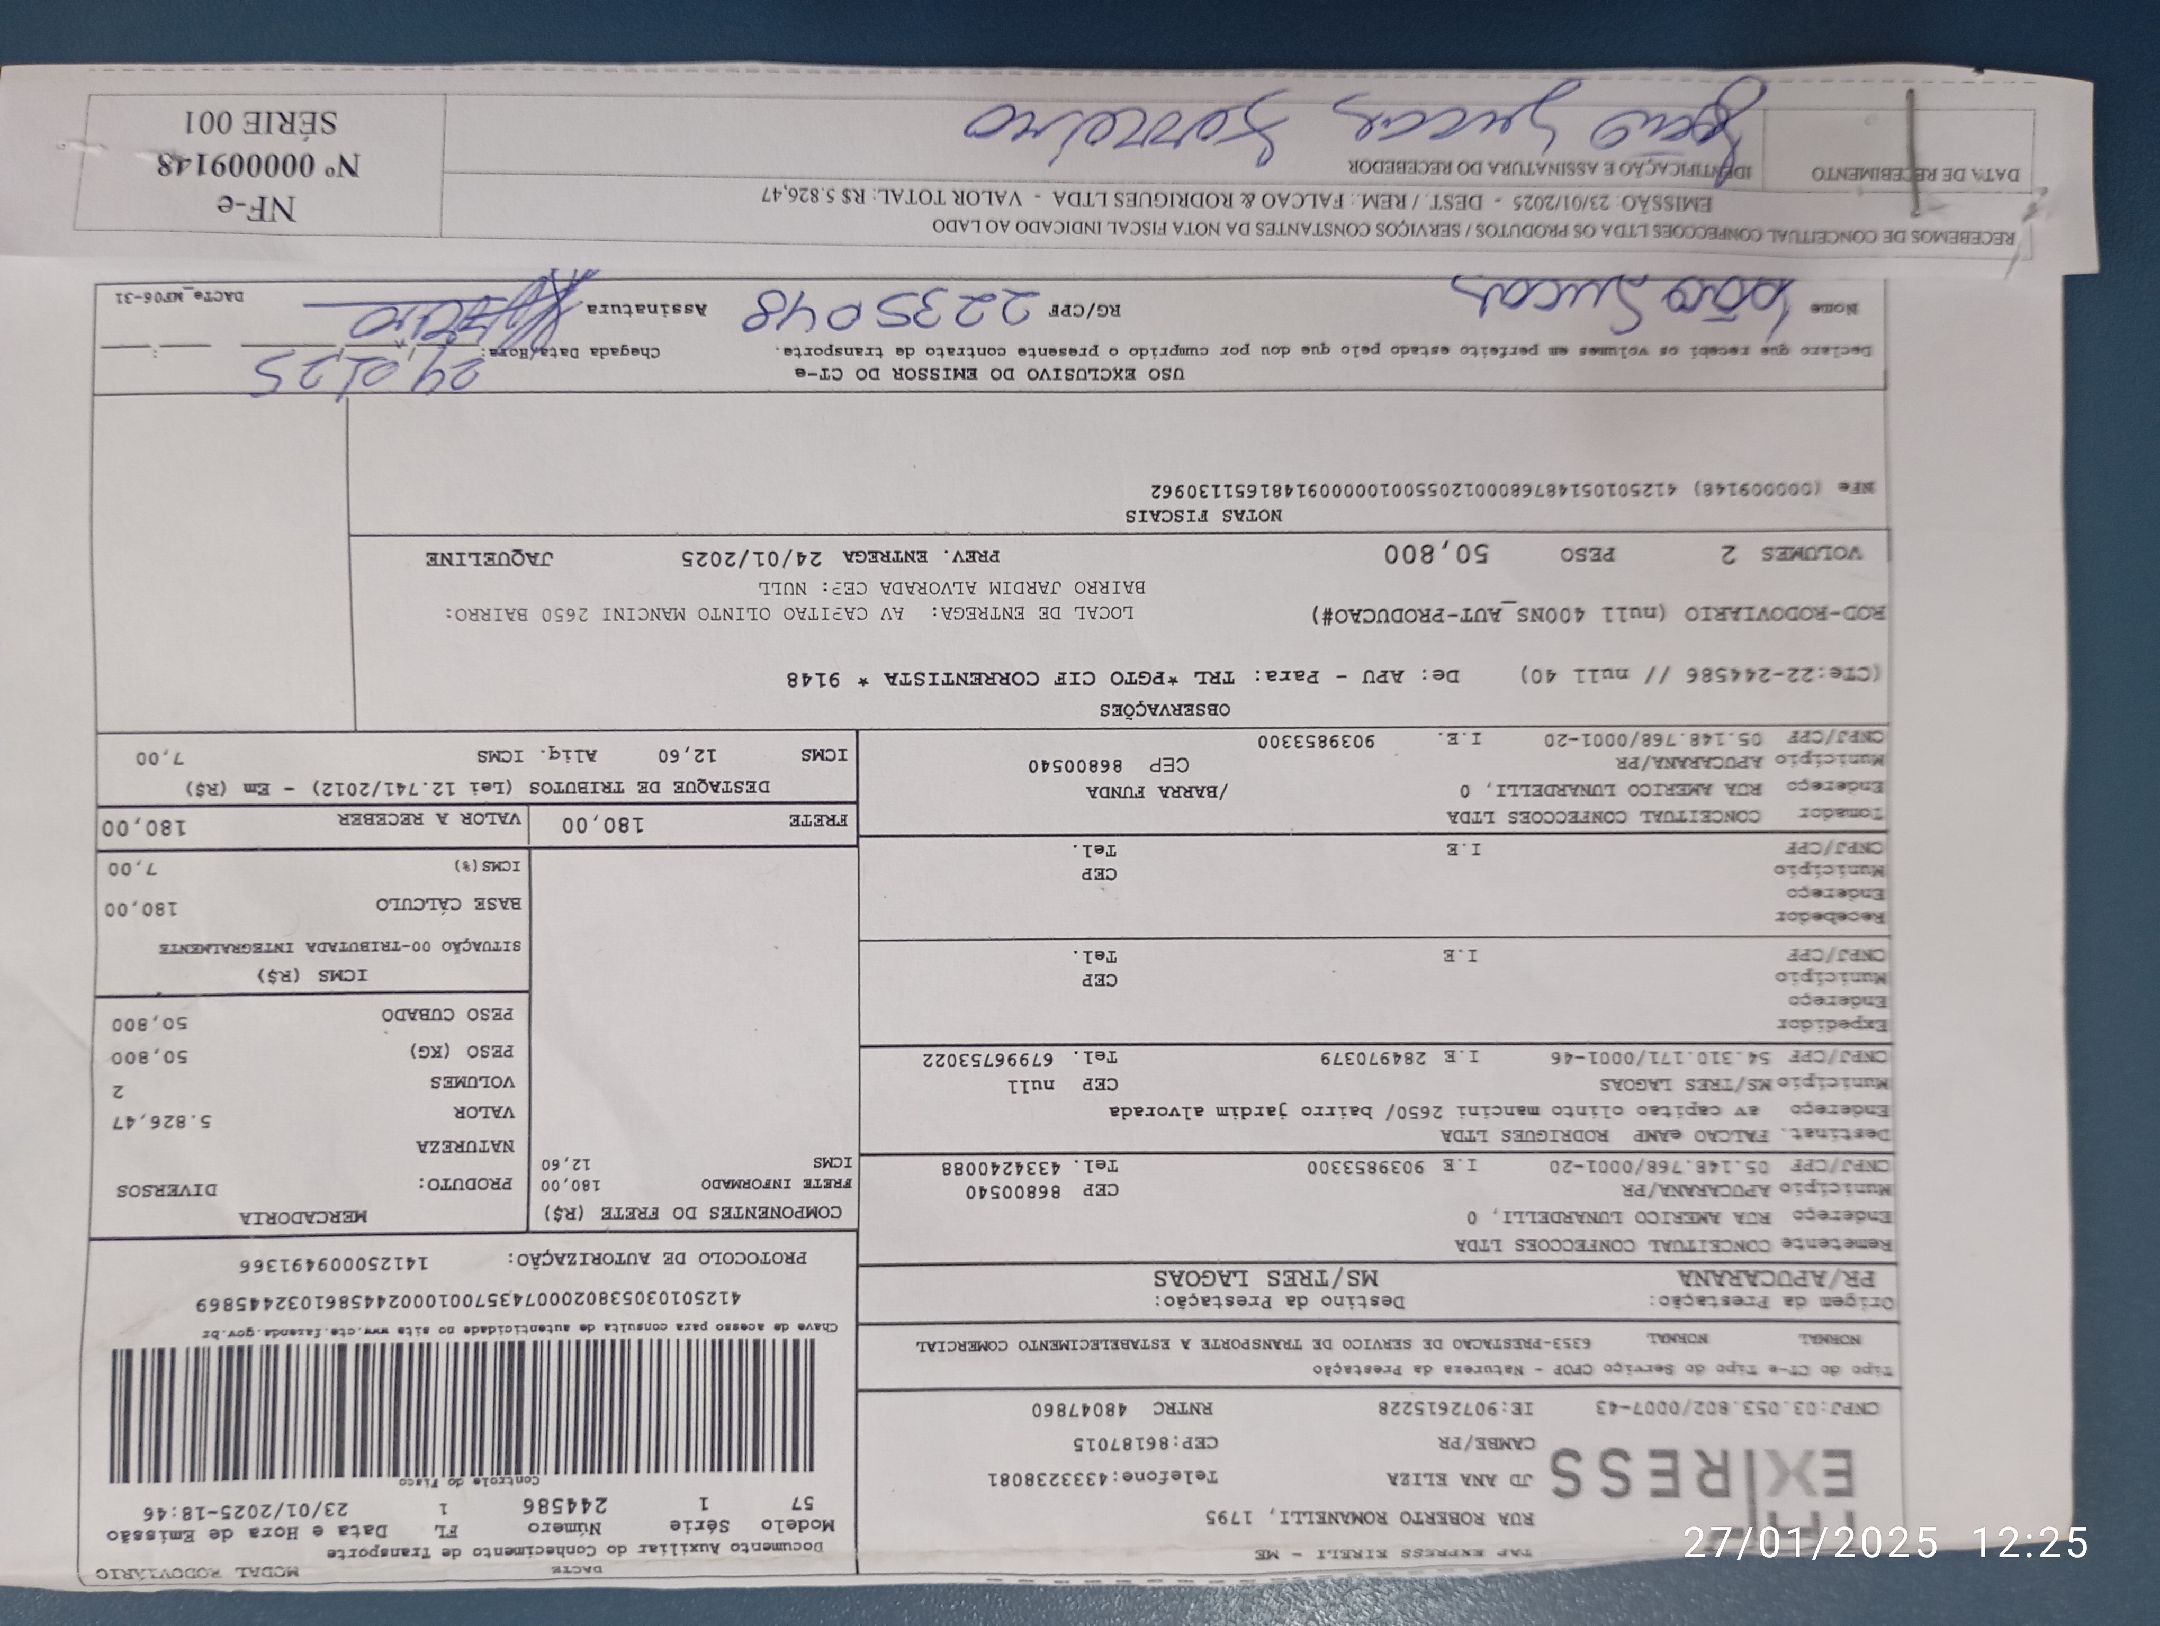 DACTE MODAL RODOVIÁRIO
TAP EXPRESS EIRELI - ME
Documento Auxiliar do Conhecimento de Transporte
RUA ROBERTO ROMANELLI, 1795
Modelo Série Número FL Data e Hora de Emissão
57 1 244586 1 23/01/2025-18:46
EXPRESS
JD ANA ELIZA Telefone:4333238081
Controle do Fisco
CAMBE/PR CEP:86187015
CNPJ:03.053.802/0007-43 IE:9072615228 RNTRC 48047860
Tipo do CT-e Tipo do Serviço CFOP - Natureza da Prestação
NORMAL NORMAL 6353-PRESTACAO DE SERVICO DE TRANSPORTE A ESTABELECIMENTO COMERCIAL
Chave de acesso para consulta de autenticidade no site www.cte.fazenda.gov.br
41250103053802000743570010002445861032445869
Origem da Prestação: Destino da Prestação:
PR/APUCARANA MS/TRES LAGOAS
PROTOCOLO DE AUTORIZAÇÃO: 141250009491366
Remetente CONCEITUAL CONFECCOES LTDA
Endereço RUA AMERICO LUNARDELLI, 0
Município APUCARANA/PR CEP 86800540
CNPJ/CPF 05.148.768/0001-20 I.E 9039853300 Tel. 4334240088
Destinat. FALCAO eAMP RODRIGUES LTDA
Endereço av capitao olinto mancini 2650/ bairro jardim alvorada
Município MS/TRES LAGOAS CEP null
CNPJ/CPF 54.310.171/0001-46 I.E 284970379 Tel. 67996753022
Expedidor
Endereço
Município CEP
CNPJ/CPF I.E Tel.
Recebedor
Endereço
Município CEP
CNPJ/CPF I.E Tel.
Tomador CONCEITUAL CONFECCOES LTDA
Endereço RUA AMERICO LUNARDELLI, 0 /BARRA FUNDA
Município APUCARANA/PR CEP 86800540
CNPJ/CPF 05.148.768/0001-20 I.E. 9039853300
COMPONENTES DO FRETE (R$)
FRETE INFORMADO 180,00
ICMS 12,60
MERCADORIA
PRODUTO: DIVERSOS
NATUREZA
VALOR 5.826,47
VOLUMES 2
PESO (KG) 50,800
PESO CUBADO 50,800
ICMS (R$)
SITUAÇÃO 00-TRIBUTADA INTEGRALMENTE
BASE CÁLCULO 180,00
ICMS(%) 7,00
FRETE 180,00 VALOR A RECEBER 180,00
DESTAQUE DE TRIBUTOS (Lei 12.741/2012) - Em (R$)
ICMS 12,60 Aliq. ICMS 7,00
OBSERVAÇÕES
(CTe:22-244586 // null 40) De: APU - Para: TRL *PGTO CIF CORRENTISTA * 9148
ROD-RODOVIARIO (null 400NS_AUT-PRODUCAO#) LOCAL DE ENTREGA: AV CAPITAO OLINTO MANCINI 2650 BAIRRO:
BAIRRO JARDIM ALVORADA CEP: NULL
VOLUMES 2 PESO 50,800 PREV. ENTREGA 24/01/2025 JAQUELINE
NOTAS FISCAIS
NFe (000009148) 41250105148768000120550010000091481651130962
USO EXCLUSIVO DO EMISSOR DO CT-e
24,01,25
Declaro que recebi os volumes em perfeito estado pelo que dou por cumprido o presente contrato de transporte. Chegada Data/Hora:
Nome João Lucas RG/CPF 2235048 Assinatura
DACTe_MF06-31
RECEBEMOS DE CONCEITUAL CONFECCOES LTDA OS PRODUTOS / SERVIÇOS CONSTANTES DA NOTA FISCAL INDICADO AO LADO
EMISSÃO: 23/01/2025 - DEST. / REM.: FALCAO & RODRIGUES LTDA - VALOR TOTAL: R$ 5.826,47
DATA DE RECEBIMENTO IDENTIFICAÇÃO E ASSINATURA DO RECEBEDOR
João Lucas
NF-e
Nº 000009148
SÉRIE 001
27/01/2025 12:25